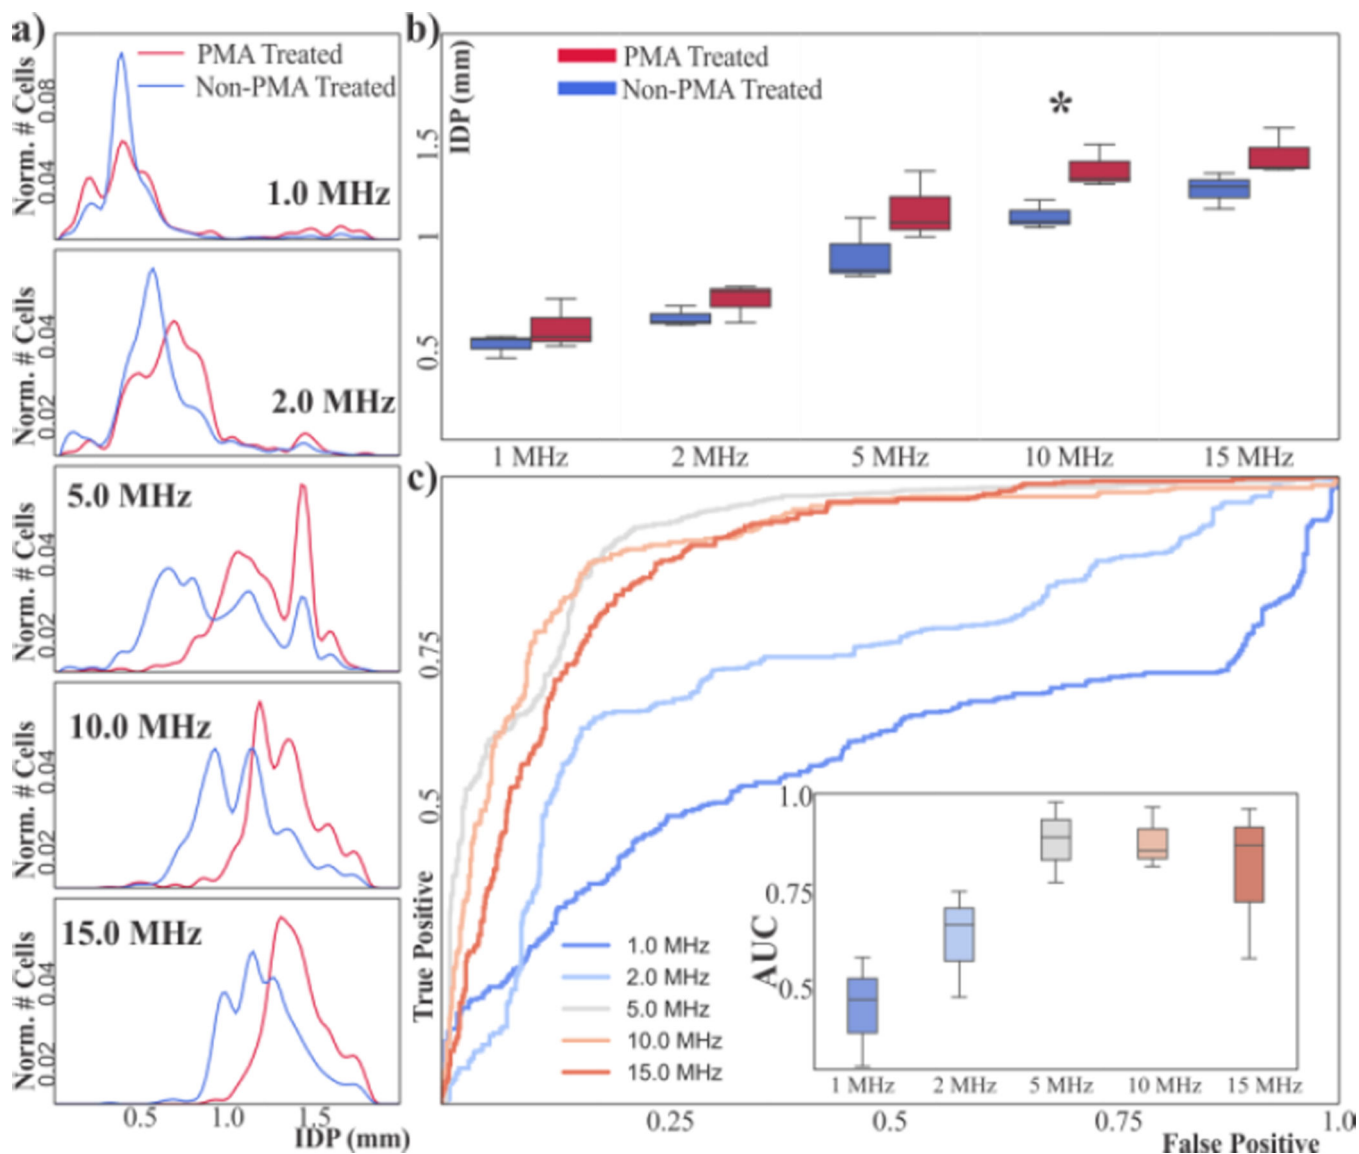 a)
PMA Treated
Non-PMA Treated
Norm. # Cells
0.08
0.04
1.0 MHz
Norm. # Cells
0.04
0.02
2.0 MHz
Norm. # Cells
0.04
0.02
5.0 MHz
Norm. # Cells
0.04
0.02
10.0 MHz
Norm. # Cells
0.04
0.02
15.0 MHz
0.5 1.0 1.5
IDP (mm)
b)
IDP (mm)
PMA Treated
Non-PMA Treated
*
1.5
1
0.5
1 MHz 2 MHz 5 MHz 10 MHz 15 MHz
c)
True Positive
0.75
0.5
1.0 MHz
2.0 MHz
5.0 MHz
10.0 MHz
15.0 MHz
AUC
1.0
0.75
0.5
1 MHz 2 MHz 5 MHz 10 MHz 15 MHz
0.25 0.5 0.75 1.0
False Positive